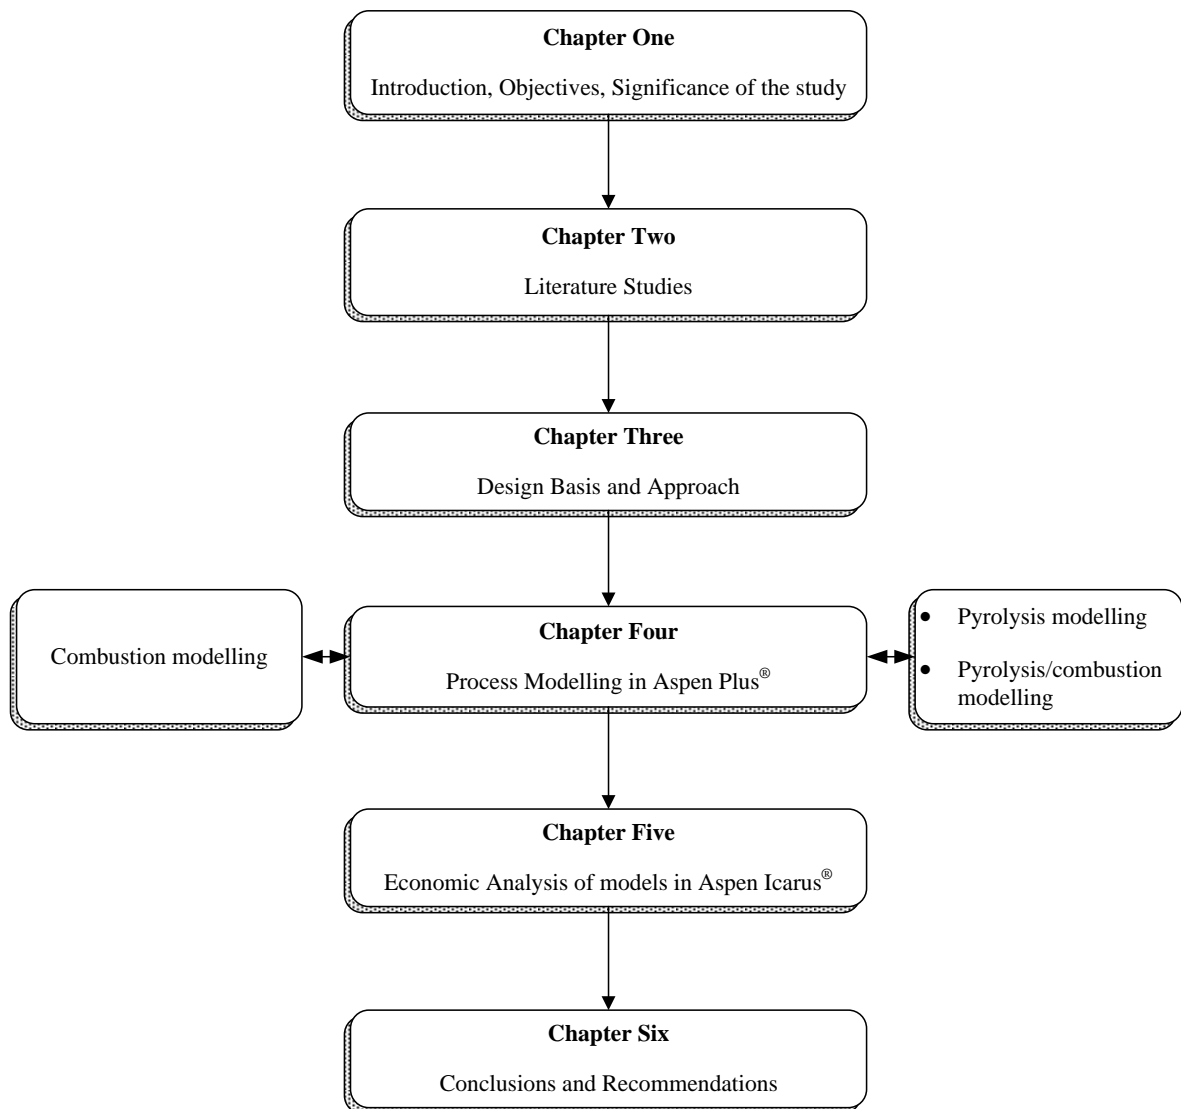 Chapter One
Introduction, Objectives, Significance of the study
Chapter Two
Literature Studies
Chapter Three
Design Basis and Approach
Combustion modelling
Chapter Four
Process Modelling in Aspen Plus®
• Pyrolysis modelling
• Pyrolysis/combustion
modelling
Chapter Five
Economic Analysis of models in Aspen Icarus®
Chapter Six
Conclusions and Recommendations